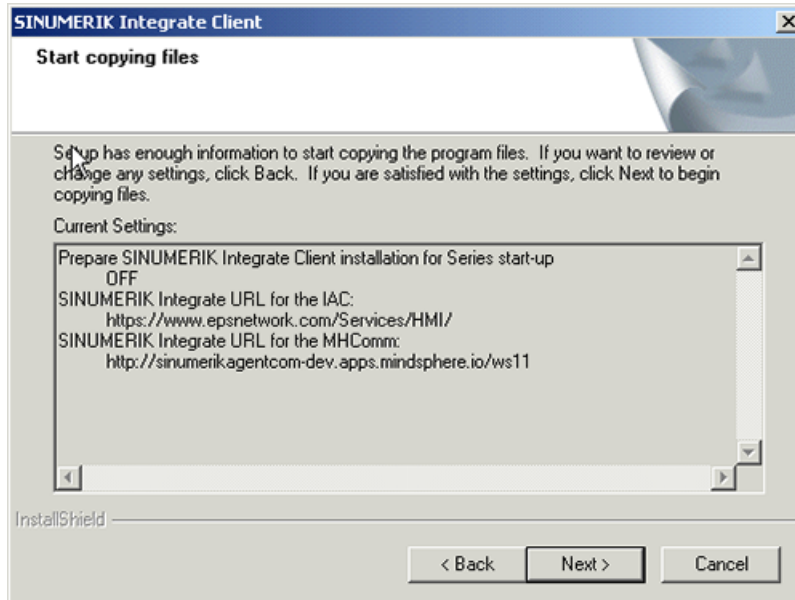 SINUMERIK Integrate Client
Start copying files
Setup has enough information to start copying the program files. If you want to review or
change any settings, click Back. If you are satisfied with the settings, click Next to begin
copying files.
Current Settings:
Prepare SINUMERIK Integrate Client installation for Series start-up
OFF
SINUMERIK Integrate URL for the IAC:
https://www.epsnetwork.com/Services/HMI/
SINUMERIK Integrate URL for the MHComm:
http://sinumerikagentcom-dev.apps.mindsphere.io/ws11
InstallShield
< Back Next > Cancel